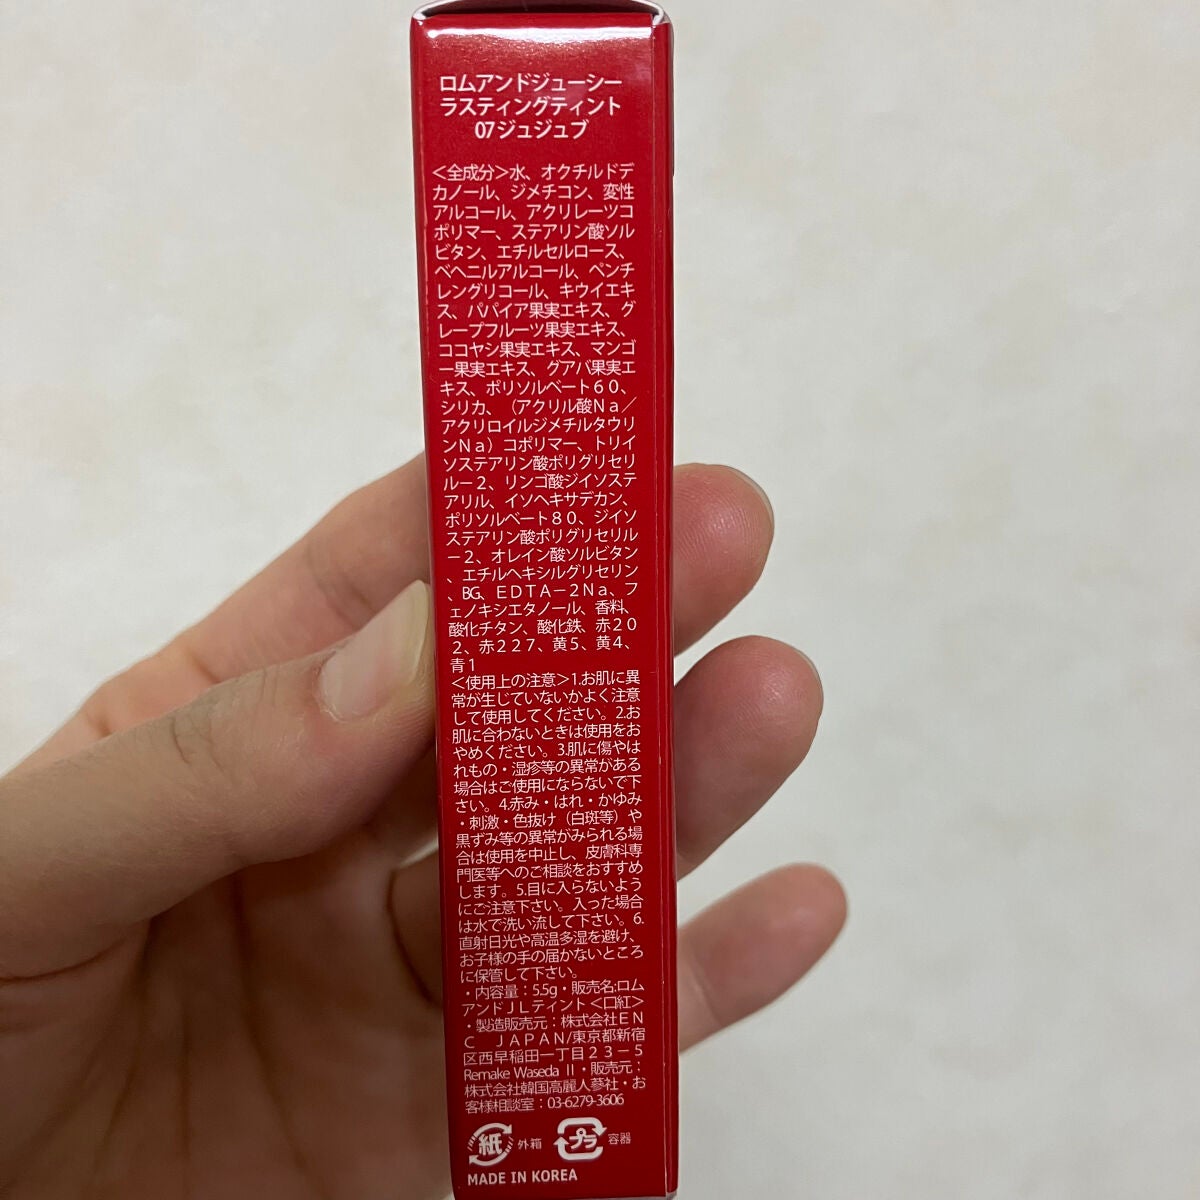 ロムアンドジューシー
ラスティングティント
07ジュジュブ
＜全成分＞水、オクチルドデ
カノール、ジメチコン、変性
アルコール、アクリレーツコ
ポリマー、ステアリン酸ソル
ビタン、エチルセルロース、
ベヘニルアルコール、ペンチ
レングリコール、キウイエキ
ス、パパイア果実エキス、グ
レープフルーツ果実エキス、
ココヤシ果実エキス、マンゴ
ー果実エキス、グアバ果実エ
キス、ポリソルベート６０、
シリカ、（アクリル酸Ｎａ／
アクリロイルジメチルタウリ
ンＮａ）コポリマー、トリイ
ソステアリン酸ポリグリセリ
ル－２、リンゴ酸ジイソステ
アリル、イソヘキサデカン、
ポリソルベート８０、ジイソ
ステアリン酸ポリグリセリル
－２、オレイン酸ソルビタン
、エチルヘキシルグリセリン
、BG、ＥＤＴＡ－２Ｎａ、フ
ェノキシエタノール、香料、
酸化チタン、酸化鉄、赤２０
２、赤２２７、黄５、黄４、
青１
＜使用上の注意＞1.お肌に異
常が生じていないかよく注意
して使用してください。2.お
肌に合わないときは使用をお
やめください。3.肌に傷やは
れもの・湿疹等の異常がある
場合はご使用にならないで下
さい。4.赤み・はれ・かゆみ
・刺激・色抜け（白斑等）や
黒ずみ等の異常がみられる場
合は使用を中止し、皮膚科専
門医等へのご相談をおすすめ
します。5.目に入らないよう
にご注意下さい。入った場合
は水で洗い流して下さい。6.
直射日光や高温多湿を避け、
お子様の手の届かないところ
に保管して下さい。
・内容量：5.5g・販売名:ロム
アンドＪＬティント＜口紅＞
・製造販売元：株式会社ＥＮ
Ｃ　ＪＡＰＡＮ/東京都新宿
区西早稲田一丁目２３－５
Remake Waseda Ⅱ・販売元：
株式会社韓国高麗人蔘社・お
客様相談室：03-6279-3606
紙 外箱 プラ 容器
MADE IN KOREA